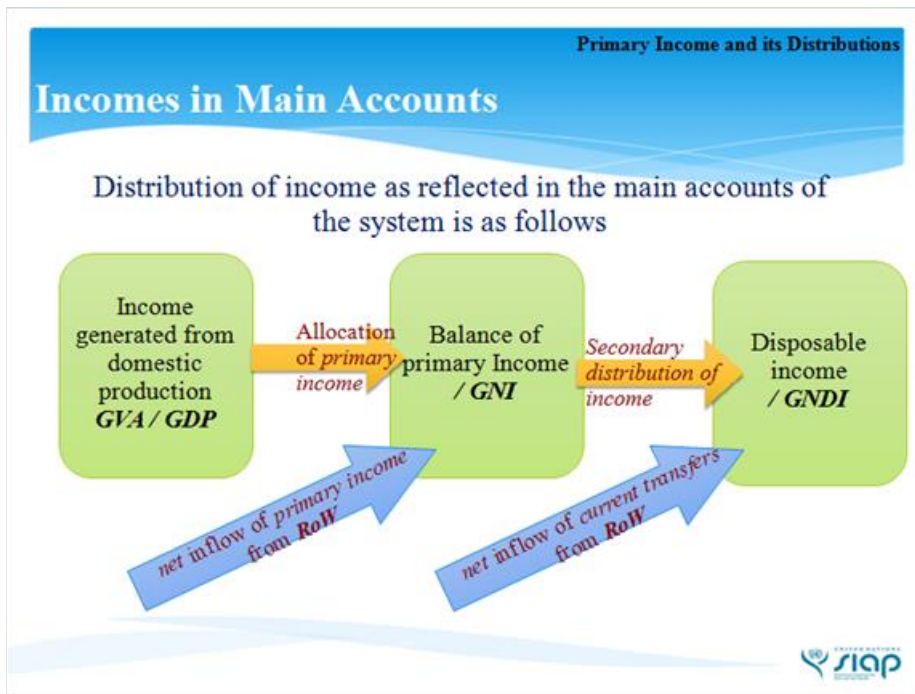 Primary Income and its Distributions
Incomes in Main Accounts
Distribution of income as reflected in the main accounts of
the system is as follows
Income
generated from
domestic
production
GVA / GDP
Allocation
of primary
income
Balance of
primary Income
/ GNI
Secondary
distribution of
income
Disposable
income
/ GNDI
net inflow of primary income
from RoW
net inflow of current transfers
from RoW
UNITED NATIONS
SIAP